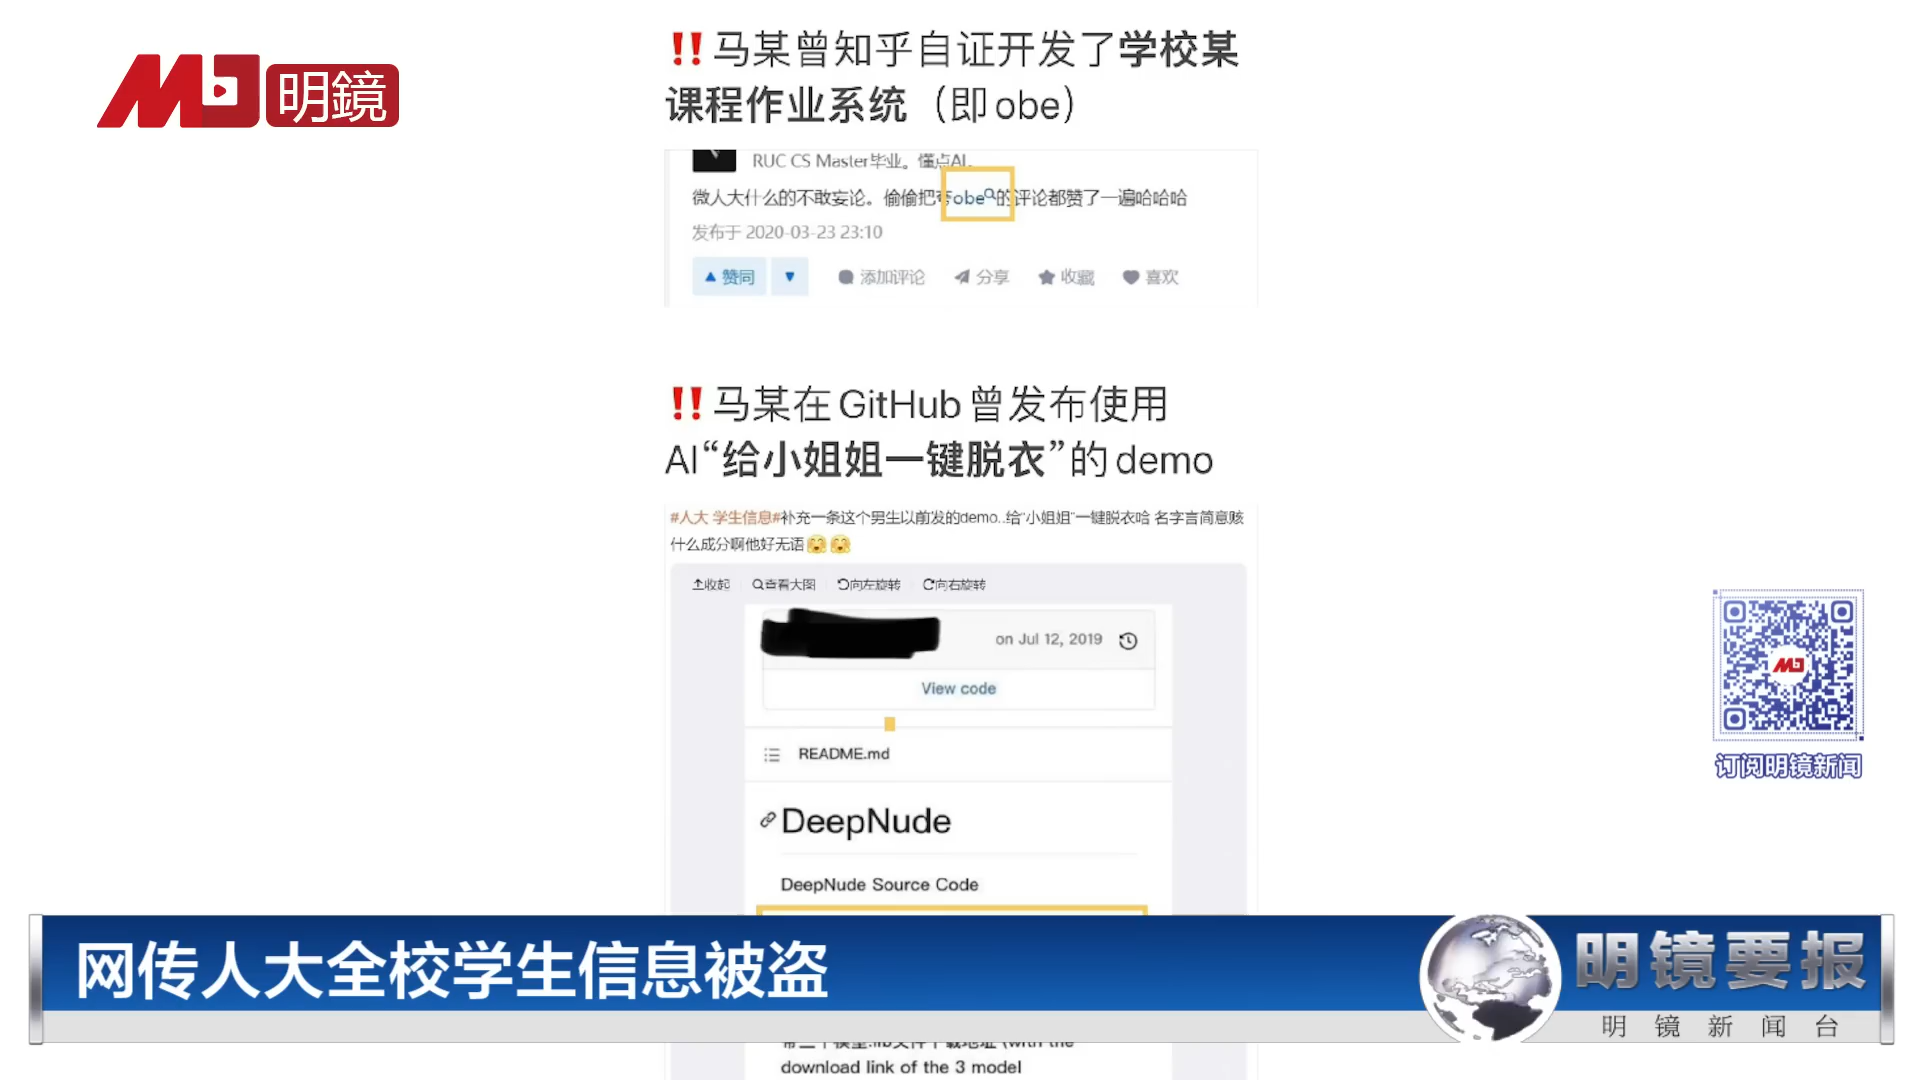 明鏡
‼马某曾知乎自证开发了学校某
课程作业系统（即obe）
RUC CS Master毕业。懂点AI。
微人大什么的不敢妄论。偷偷把夸obe的评论都赞了一遍哈哈哈
发布于 2020-03-23 23:10
▲ 赞同 ▼ 添加评论 分享 收藏 喜欢
‼马某在GitHub曾发布使用
AI“给小姐姐一键脱衣”的demo
#人大 学生信息#补充一条这个男生以前发的demo..给“小姐姐”一键脱衣哈 名字言简意赅
什么成分啊他好无语
收起 查看大图 向左旋转 向右旋转
on Jul 12, 2019
View code
README.md
DeepNude
DeepNude Source Code
订阅明镜新闻
网传人大全校学生信息被盗
明镜要报
明镜新闻台
download link of the 3 model